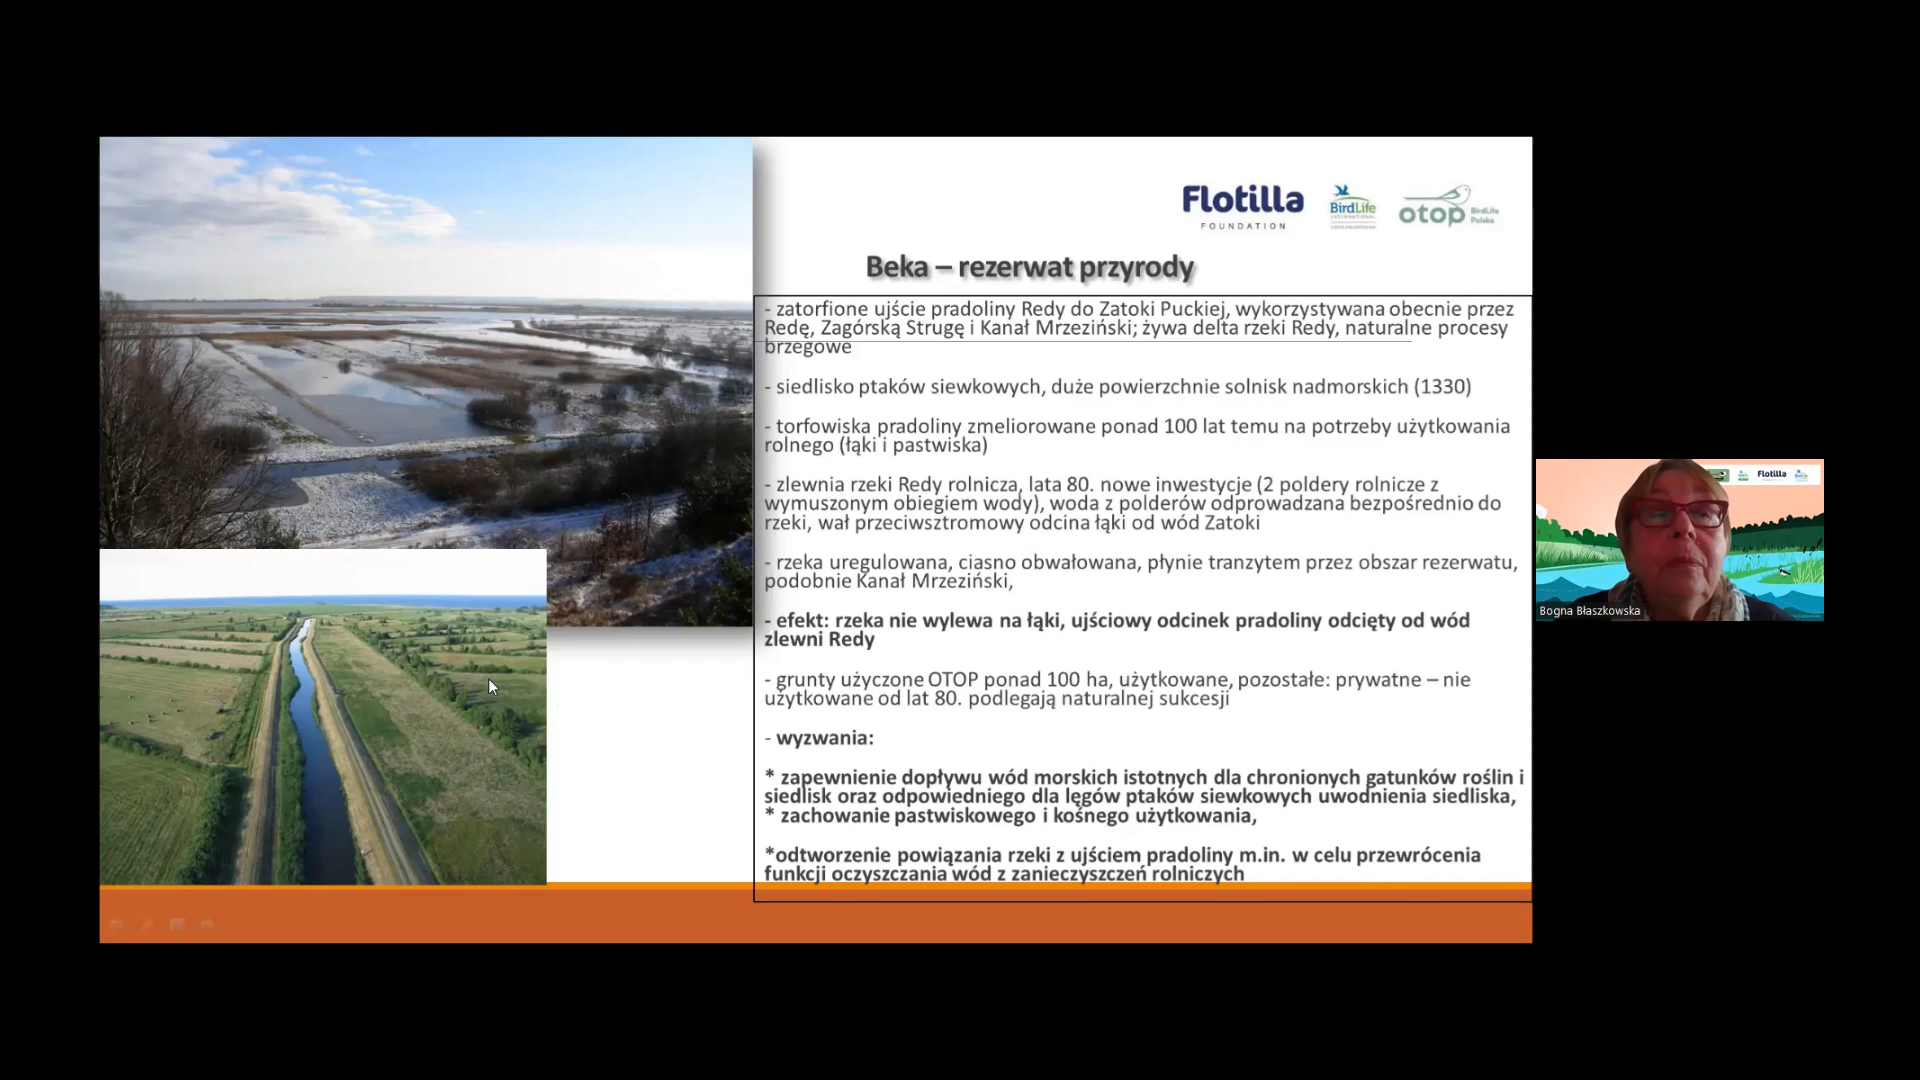 Flotilla
FOUNDATION
BirdLife
INTERNATIONAL
otop BirdLife
Polska
Beka – rezerwat przyrody
- zatorfione ujście pradoliny Redy do Zatoki Puckiej, wykorzystywana obecnie przez
Redę, Zagórską Strugę i Kanał Mrzeziński; żywa delta rzeki Redy, naturalne procesy
brzegowe
- siedlisko ptaków siewkowych, duże powierzchnie solnisk nadmorskich (1330)
- torfowiska pradoliny zmeliorowane ponad 100 lat temu na potrzeby użytkowania
rolnego (łąki i pastwiska)
- zlewnia rzeki Redy rolnicza, lata 80. nowe inwestycje (2 poldery rolnicze z
wymuszonym obiegiem wody), woda z polderów odprowadzana bezpośrednio do
rzeki, wał przeciwsztromowy odcina łąki od wód Zatoki
- rzeka uregulowana, ciasno obwałowana, płynie tranzytem przez obszar rezerwatu,
podobnie Kanał Mrzeziński,
- efekt: rzeka nie wylewa na łąki, ujściowy odcinek pradoliny odcięty od wód
zlewni Redy
- grunty użyczone OTOP ponad 100 ha, użytkowane, pozostałe: prywatne – nie
użytkowane od lat 80. podlegają naturalnej sukcesji
- wyzwania:
* zapewnienie dopływu wód morskich istotnych dla chronionych gatunków roślin i
siedlisk oraz odpowiedniego dla lęgów ptaków siewkowych uwodnienia siedliska,
* zachowanie pastwiskowego i kośnego użytkowania,
*odtworzenie powiązania rzeki z ujściem pradoliny m.in. w celu przewrócenia
funkcji oczyszczania wód z zanieczyszczeń rolniczych
Flotilla
Bogna Błaszkowska